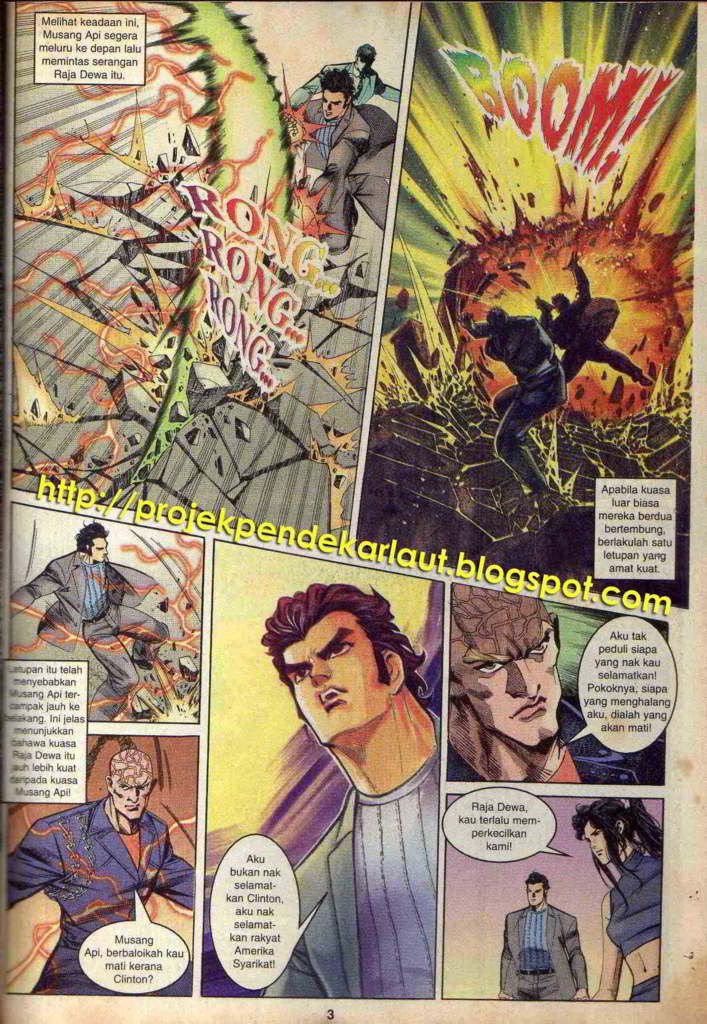 Melihat keadaan ini,
Musang Api segera
meluru ke depan lalu
memintas serangan
Raja Dewa itu.
BOOM!
RONG...
RONG...
RONG...
Apabila kuasa
luar biasa
mereka berdua
bertembung,
berlakulah satu
letupan yang
amat kuat.
http://projekpendekarlaut.blogspot.com
Letupan itu telah
menyebabkan
Musang Api ter-
campak jauh ke
belakang. Ini jelas
menunjukkan
bahawa kuasa
Raja Dewa itu
jauh lebih kuat
daripada kuasa
Musang Api!
Musang
Api, berbaloikah kau
mati kerana
Clinton?
Aku
bukan nak
selamat-
kan Clinton,
aku nak
selamat-
kan rakyat
Amerika
Syarikat!
Aku tak
peduli siapa
yang nak kau
selamatkan!
Pokoknya, siapa
yang menghalang
aku, dialah yang
akan mati!
Raja Dewa,
kau terlalu mem-
perkecilkan
kami!
3